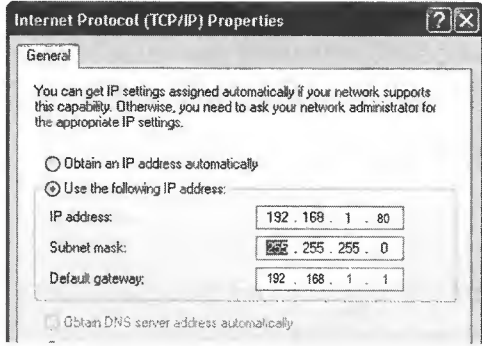 Internet Protocol (TCP/IP) Properties
General
You can get IP settings assigned automatically if your network supports
this capability. Otherwise, you need to ask your network administrator for
the appropriate IP settings.
Obtain an IP address automatically
Use the following IP address:
IP address: 192 . 168 . 1 . 80
Subnet mask: 255 . 255 . 255 . 0
Default gateway: 192 . 168 . 1 . 1
Obtain DNS server address automatically